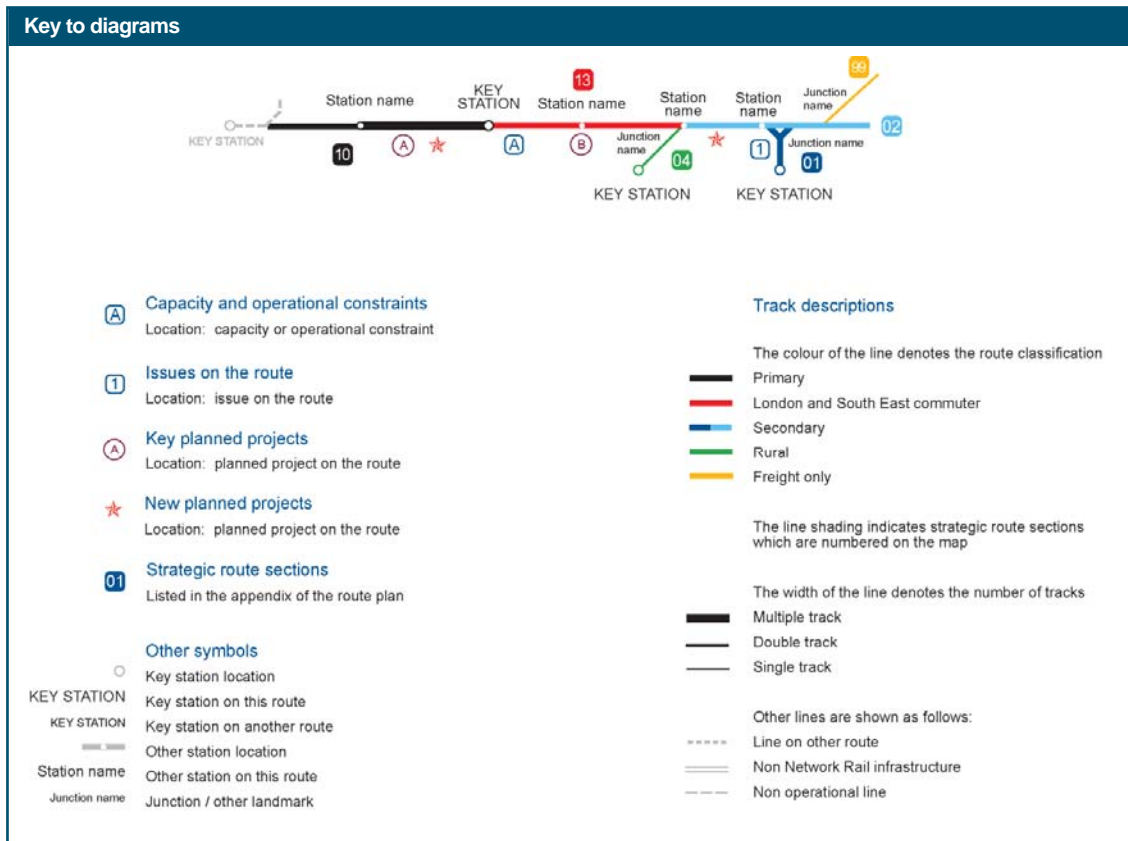 Key to diagrams
99
13
KEY
STATION
Station name
Station name
Station
name
Station
name
Junction
name
KEY STATION
02
10
A
A
B
Junction
name
04
1
Junction name
01
KEY STATION
KEY STATION
A
Capacity and operational constraints
Location: capacity or operational constraint
1
Issues on the route
Location: issue on the route
A
Key planned projects
Location: planned project on the route
New planned projects
Location: planned project on the route
01
Strategic route sections
Listed in the appendix of the route plan
Other symbols
Key station location
KEY STATION Key station on this route
KEY STATION Key station on another route
Other station location
Station name Other station on this route
Junction name Junction / other landmark
Track descriptions
The colour of the line denotes the route classification
Primary
London and South East commuter
Secondary
Rural
Freight only
The line shading indicates strategic route sections
which are numbered on the map
The width of the line denotes the number of tracks
Multiple track
Double track
Single track
Other lines are shown as follows:
Line on other route
Non Network Rail infrastructure
Non operational line